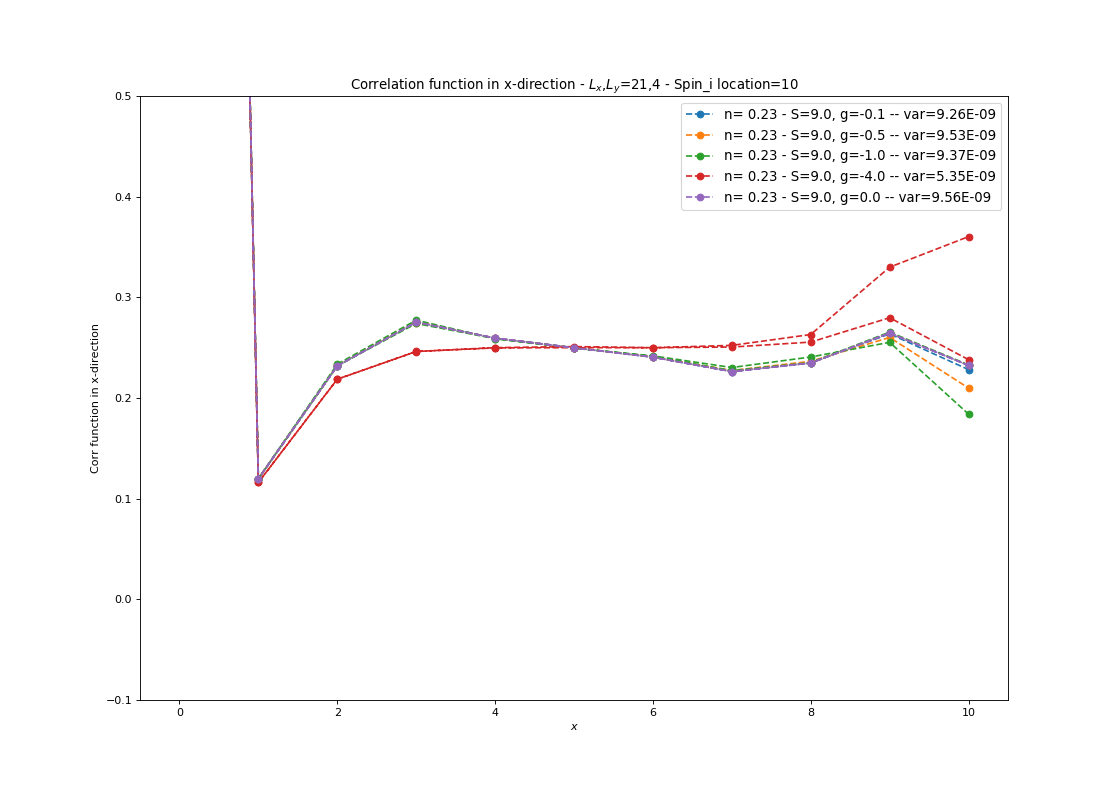 Correlation function in x-direction - Lx,Ly=21,4 - Spin_i location=10
n= 0.23 - S=9.0, g=-0.1 -- var=9.26E-09
n= 0.23 - S=9.0, g=-0.5 -- var=9.53E-09
n= 0.23 - S=9.0, g=-1.0 -- var=9.37E-09
n= 0.23 - S=9.0, g=-4.0 -- var=5.35E-09
n= 0.23 - S=9.0, g=0.0 -- var=9.56E-09
Corr function in x-direction
0.5
0.4
0.3
0.2
0.1
0.0
−0.1
0 2 4 6 8 10
x